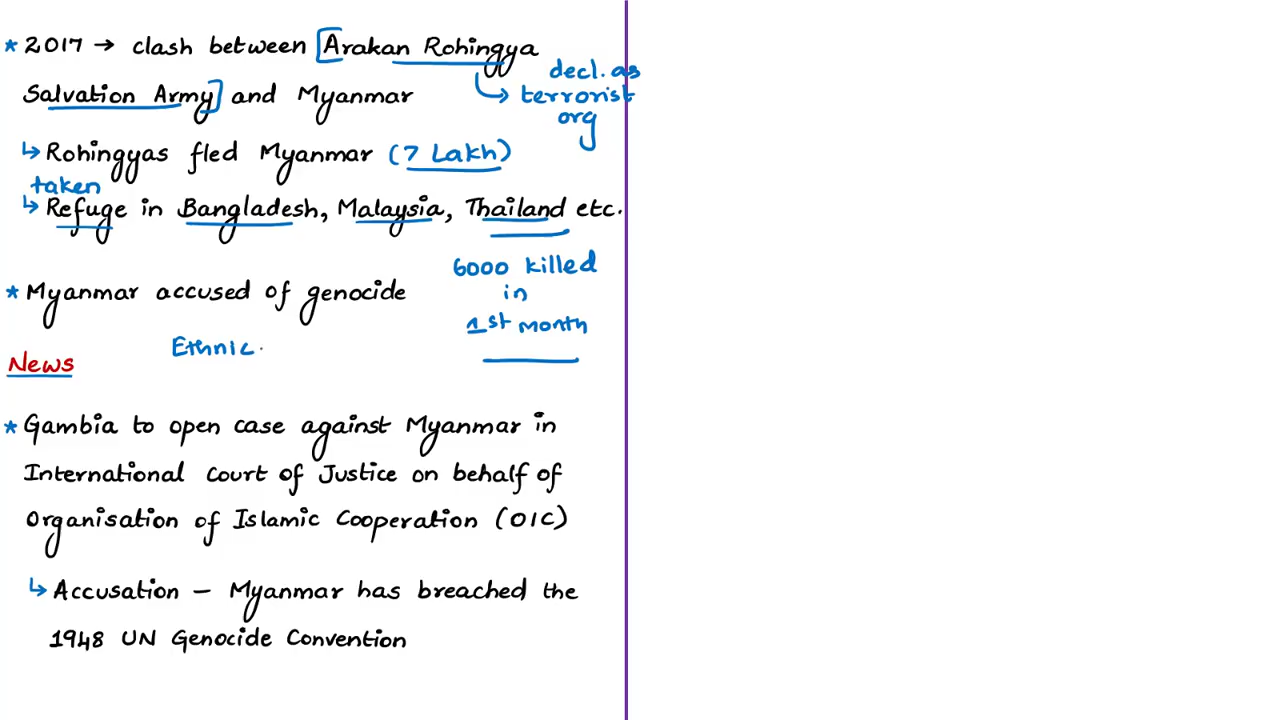 * 2017 → clash between [Arakan Rohingya
decl. as
Salvation Army] and Myanmar
terrorist
org
↳ Rohingyas fled Myanmar (7 Lakh)
taken
↳ Refuge in Bangladesh, Malaysia, Thailand etc.
6000 killed
* Myanmar accused of genocide
in
1st month
Ethnic.
News
* Gambia to open case against Myanmar in
International Court of Justice on behalf of
Organisation of Islamic Cooperation (OIC)
↳ Accusation – Myanmar has breached the
1948 UN Genocide Convention